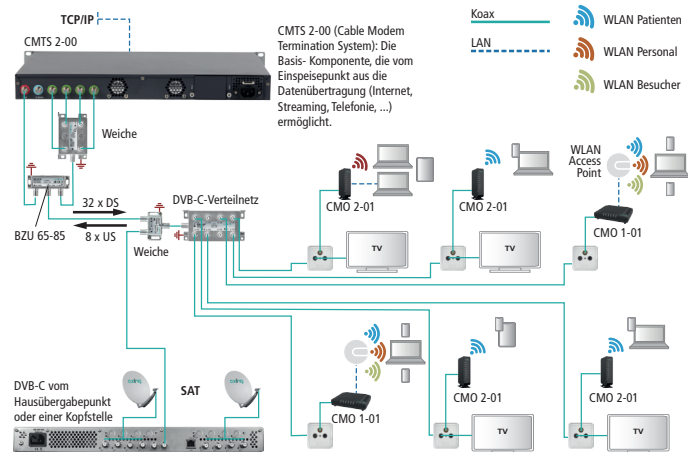 TCP/IP
CMTS 2-00
CMTS 2-00 (Cable Modem
Termination System): Die
Basis- Komponente, die vom
Einspeisepunkt aus die
Datenübertragung (Internet,
Streaming, Telefonie, ...)
ermöglicht.
Koax
LAN
WLAN Patienten
WLAN Personal
WLAN Besucher
Weiche
BZU 65-85
32 x DS
8 x US
Weiche
DVB-C-Verteilnetz
CMO 2-01
TV
CMO 2-01
TV
WLAN
Access
Point
CMO 1-01
TV
DVB-C vom
Hausübergabepunkt
oder einer Kopfstelle
SAT
CMO 1-01
CMO 2-01
TV
CMO 2-01
TV